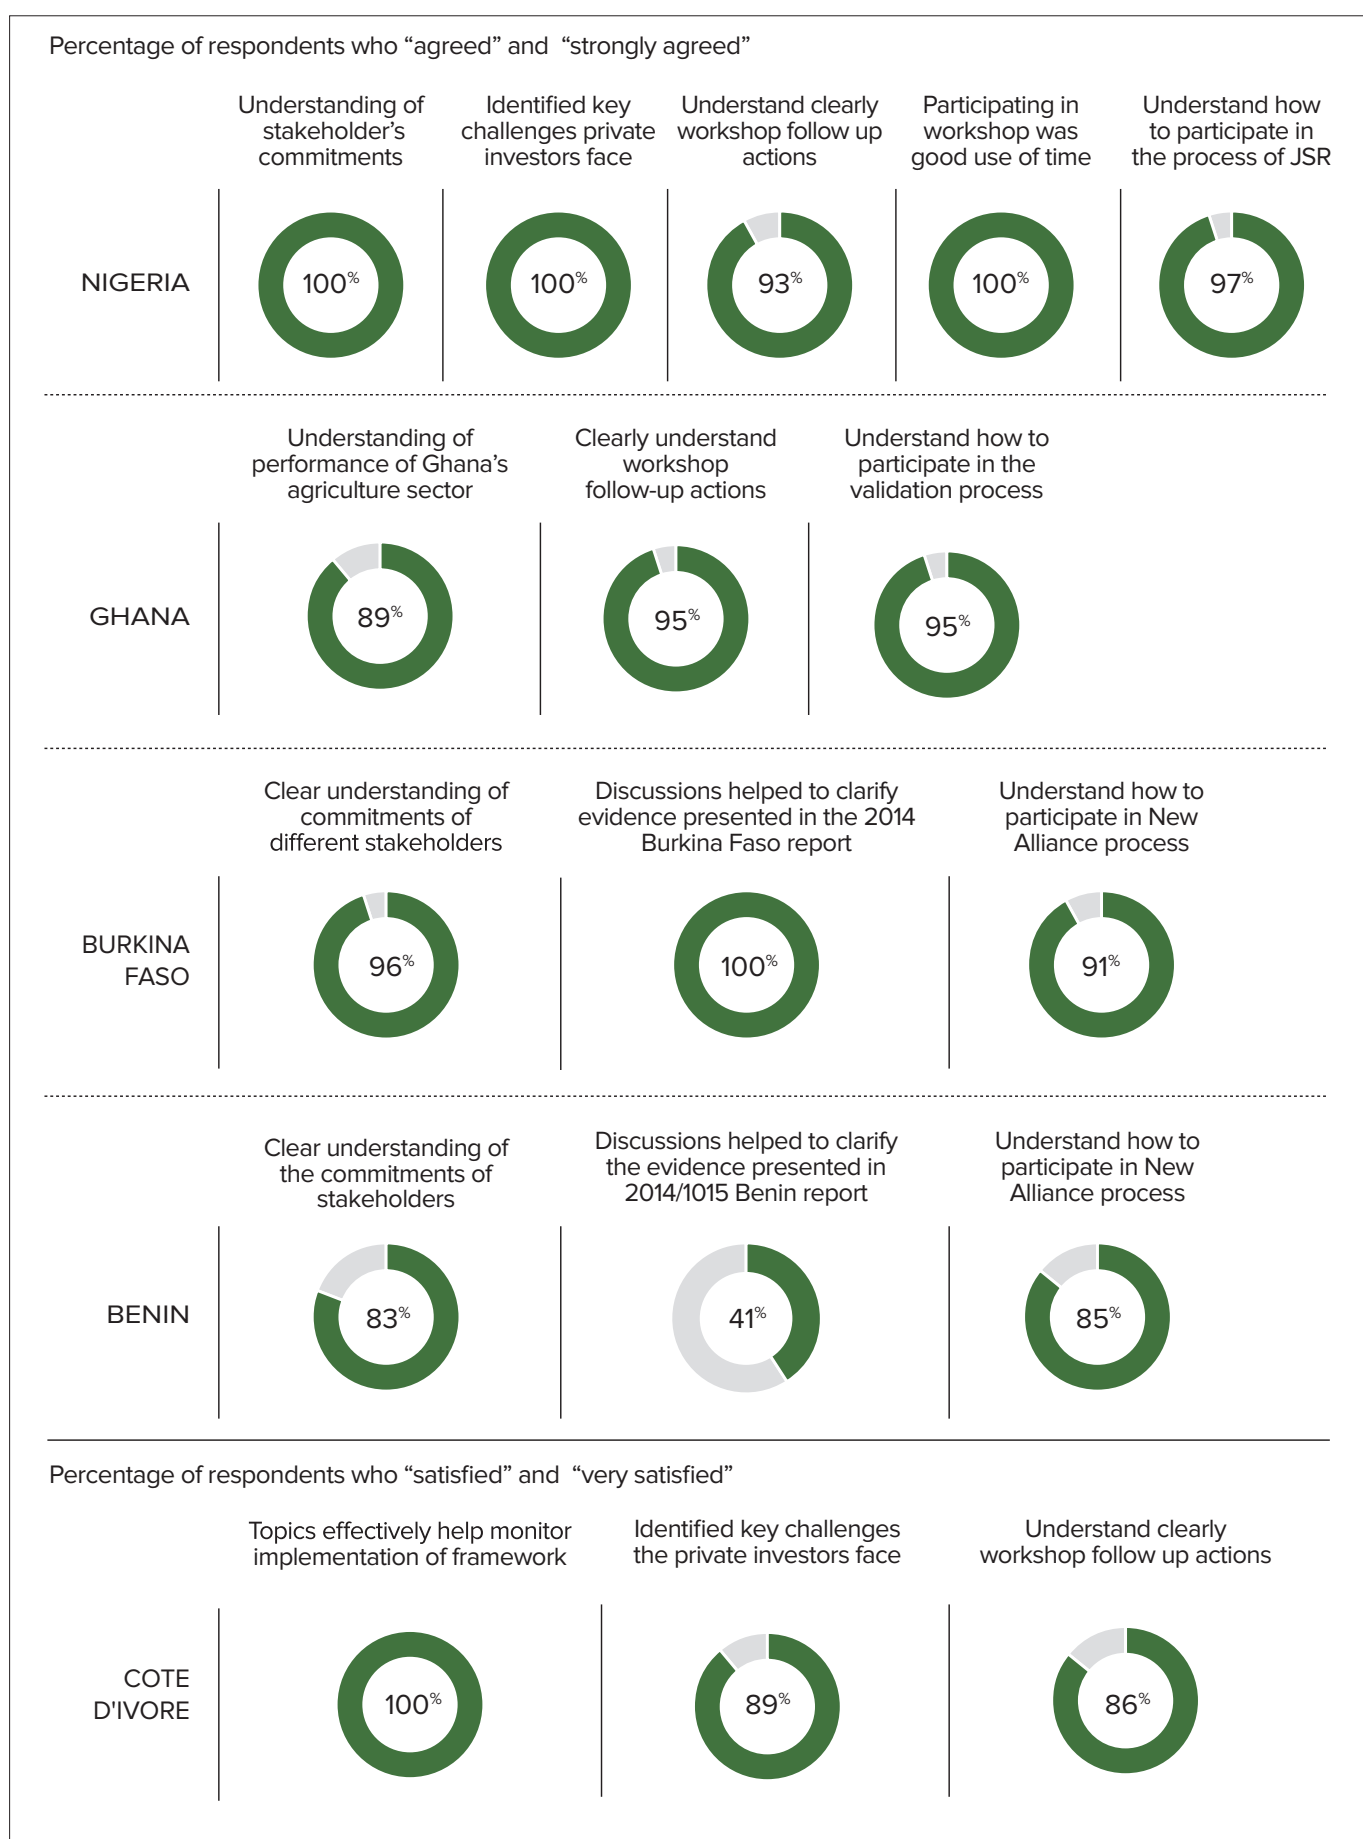 Percentage of respondents who “agreed” and “strongly agreed”
Understanding of
stakeholder’s
commitments
Identified key
challenges private
investors face
Understand clearly
workshop follow up
actions
Participating in
workshop was
good use of time
Understand how
to participate in
the process of JSR
NIGERIA
100%
100%
93%
100%
97%
Understanding of
performance of Ghana’s
agriculture sector
Clearly understand
workshop
follow-up actions
Understand how to
participate in the
validation process
GHANA
89%
95%
95%
Clear understanding of
commitments of
different stakeholders
Discussions helped to clarify
evidence presented in the 2014
Burkina Faso report
Understand how to
participate in New
Alliance process
BURKINA
FASO
96%
100%
91%
Clear understanding of
the commitments of
stakeholders
Discussions helped to clarify
the evidence presented in
2014/1015 Benin report
Understand how to
participate in New
Alliance process
BENIN
83%
41%
85%
Percentage of respondents who “satisfied” and “very satisfied”
Topics effectively help monitor
implementation of framework
Identified key challenges
the private investors face
Understand clearly
workshop follow up actions
COTE
D'IVORE
100%
89%
86%